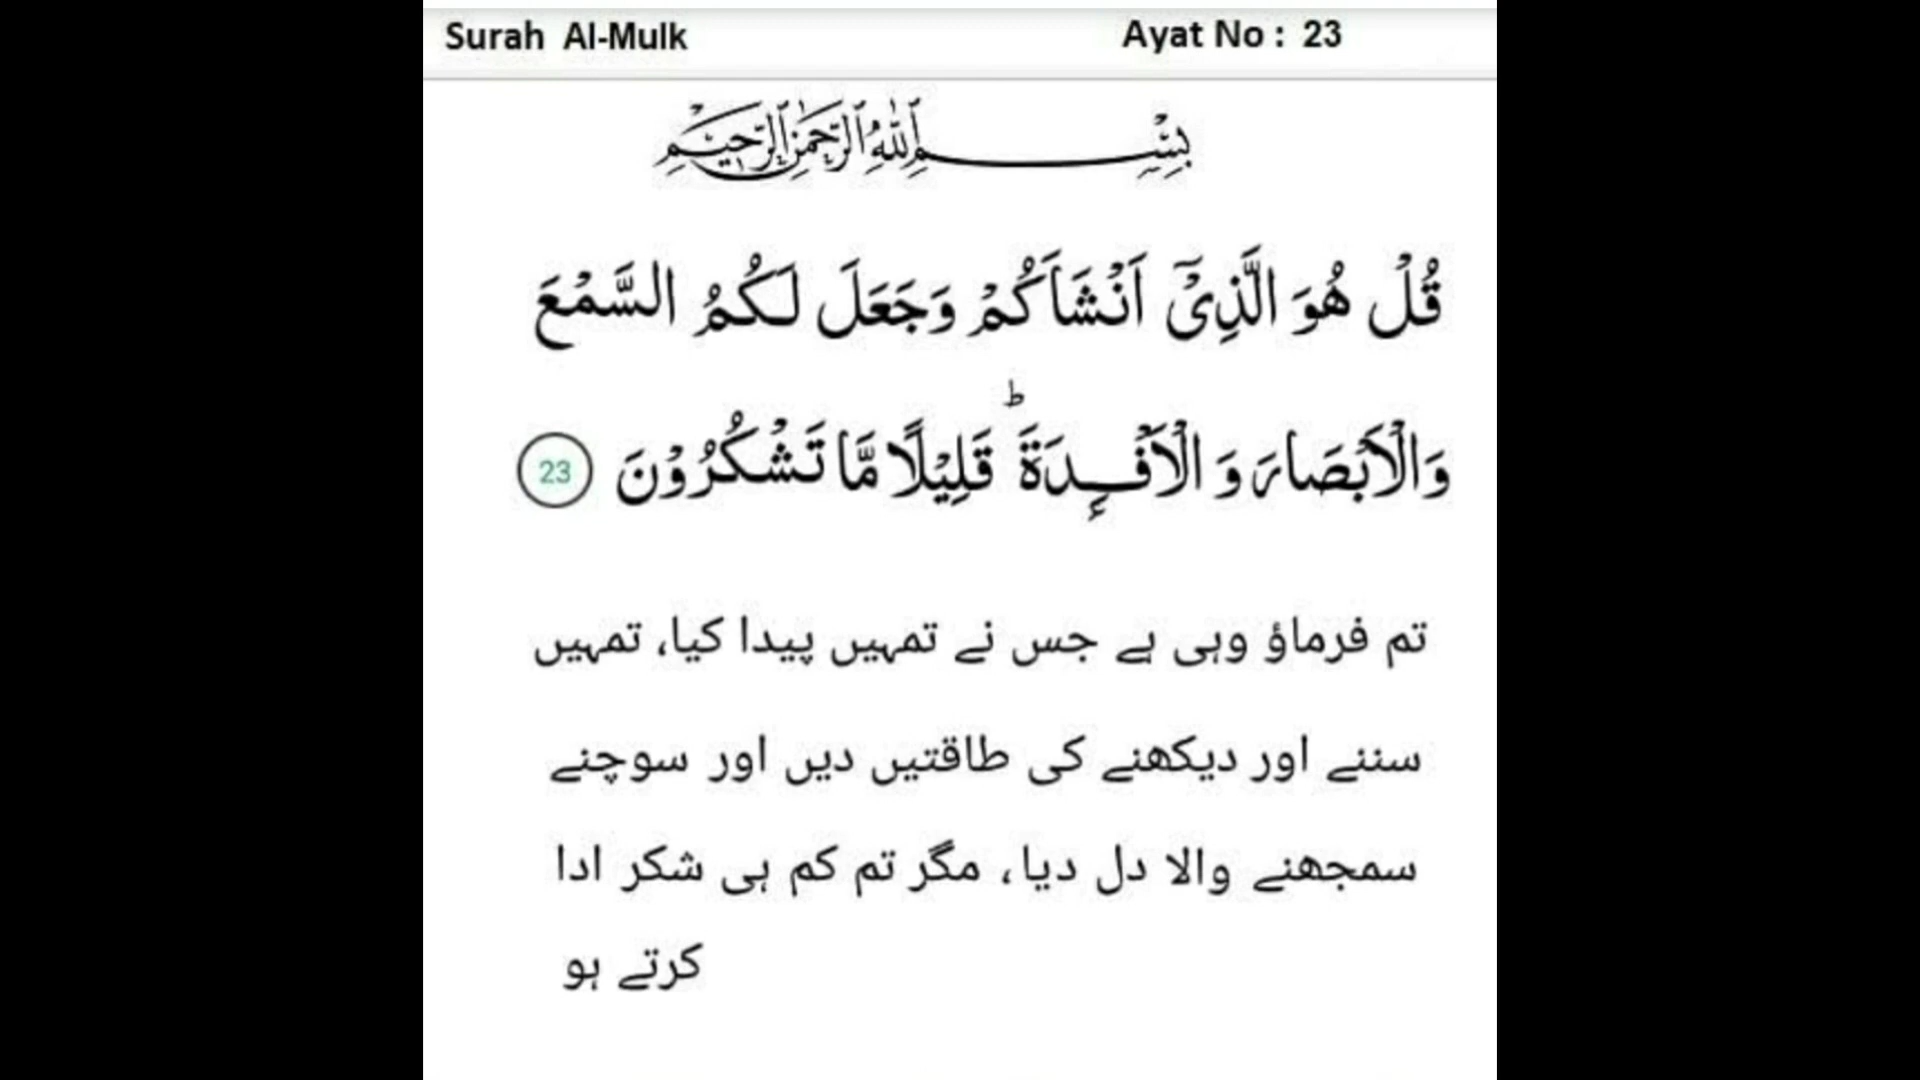 Surah Al-Mulk Ayat No : 23
بِسْمِ اللهِ الرَّحْمٰنِ الرَّحِيْمِ
قُلْ هُوَ الَّذِیْۤ اَنْشَاَكُمْ وَجَعَلَ لَكُمُ السَّمْعَ
وَالْاَبْصَارَ وَ الْاَفْـِٕدَةَ ؕ قَلِیْلًا مَّا تَشْكُرُوْنَ 23
تم فرماؤ وہی ہے جس نے تمہیں پیدا کیا، تمہیں
سننے اور دیکھنے کی طاقتیں دیں اور سوچنے
سمجھنے والا دل دیا، مگر تم کم ہی شکر ادا
کرتے ہو